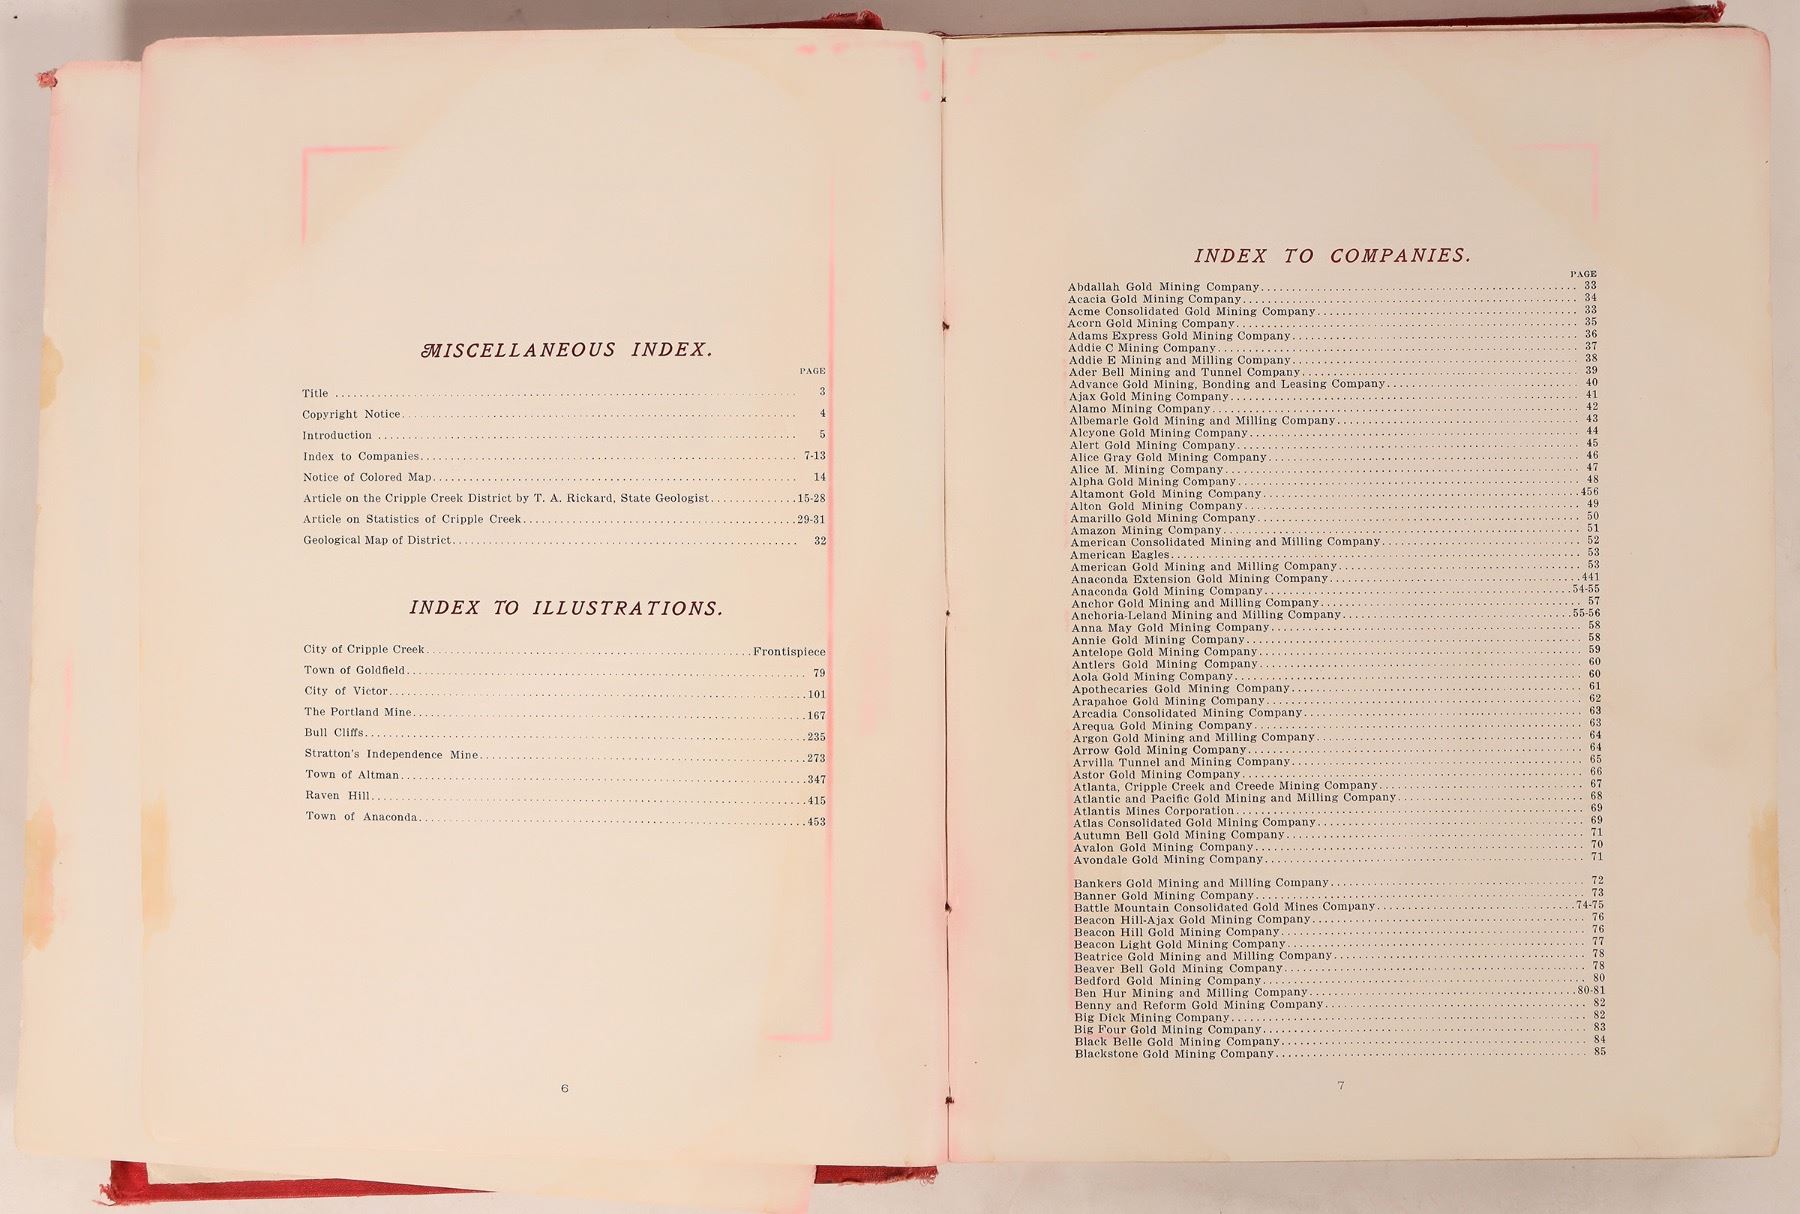 MISCELLANEOUS INDEX.
PAGE
Title 3
Copyright Notice 4
Introduction 5
Index to Companies 7-13
Notice of Colored Map 14
Article on the Cripple Creek District by T. A. Rickard, State Geologist 15-28
Article on Statistics of Cripple Creek 29-31
Geological Map of District 32
INDEX TO ILLUSTRATIONS.
City of Cripple Creek Frontispiece
Town of Goldfield 79
City of Victor 101
The Portland Mine 167
Bull Cliffs 235
Stratton's Independence Mine 273
Town of Altman 347
Raven Hill 415
Town of Anaconda 453
6
INDEX TO COMPANIES.
PAGE
Abdallah Gold Mining Company 33
Acacia Gold Mining Company 34
Acme Consolidated Gold Mining Company 33
Acorn Gold Mining Company 35
Adams Express Gold Mining Company 36
Addie C Mining Company 37
Addie E Mining and Milling Company 38
Ader Bell Mining and Tunnel Company 39
Advance Gold Mining, Bonding and Leasing Company 40
Ajax Gold Mining Company 41
Alamo Mining Company 42
Albemarle Gold Mining and Milling Company 43
Alcyone Gold Mining Company 44
Alert Gold Mining Company 45
Alice Gray Gold Mining Company 46
Alice M. Mining Company 47
Alpha Gold Mining Company 48
Altamont Gold Mining Company 456
Alton Gold Mining Company 49
Amarillo Gold Mining Company 50
Amazon Mining Company 51
American Consolidated Mining and Milling Company 52
American Eagles 53
American Gold Mining and Milling Company 53
Anaconda Extension Gold Mining Company 441
Anaconda Gold Mining Company 54-55
Anchor Gold Mining and Milling Company 57
Anchoria-Leland Mining and Milling Company 55-56
Anna May Gold Mining Company 58
Annie Gold Mining Company 58
Antelope Gold Mining Company 59
Antlers Gold Mining Company 60
Aola Gold Mining Company 60
Apothecaries Gold Mining Company 61
Arapahoe Gold Mining Company 62
Arcadia Consolidated Mining Company 63
Arequa Gold Mining Company 63
Argon Gold Mining and Milling Company 64
Arrow Gold Mining Company 64
Arvilla Tunnel and Mining Company 65
Astor Gold Mining Company 66
Atlanta, Cripple Creek and Creede Mining Company 67
Atlantic and Pacific Gold Mining and Milling Company 68
Atlantis Mines Corporation 69
Atlas Consolidated Gold Mining Company 69
Autumn Bell Gold Mining Company 71
Avalon Gold Mining Company 70
Avondale Gold Mining Company 71
Bankers Gold Mining and Milling Company 72
Banner Gold Mining Company 73
Battle Mountain Consolidated Gold Mines Company 74-75
Beacon Hill-Ajax Gold Mining Company 76
Beacon Hill Gold Mining Company 76
Beacon Light Gold Mining Company 77
Beatrice Gold Mining and Milling Company 78
Beaver Bell Gold Mining Company 78
Bedford Gold Mining Company 80
Ben Hur Mining and Milling Company 80-81
Benny and Reform Gold Mining Company 82
Big Dick Mining Company 82
Big Four Gold Mining Company 83
Black Belle Gold Mining Company 84
Blackstone Gold Mining Company 85
7